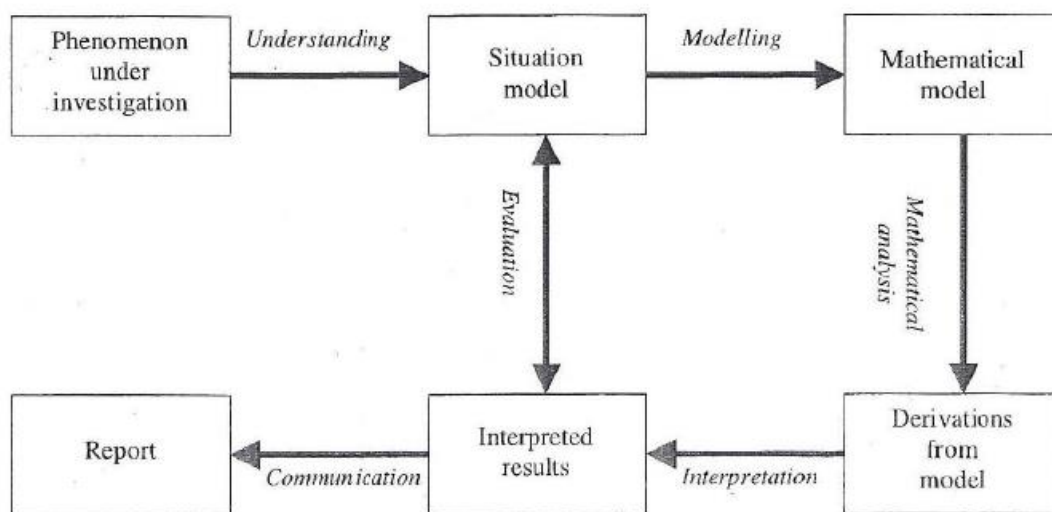 Phenomenon
under
investigation
Understanding
Situation
model
Modelling
Mathematical
model
Evaluation
Mathematical
analysis
Report
Communication
Interpreted
results
Interpretation
Derivations
from
model